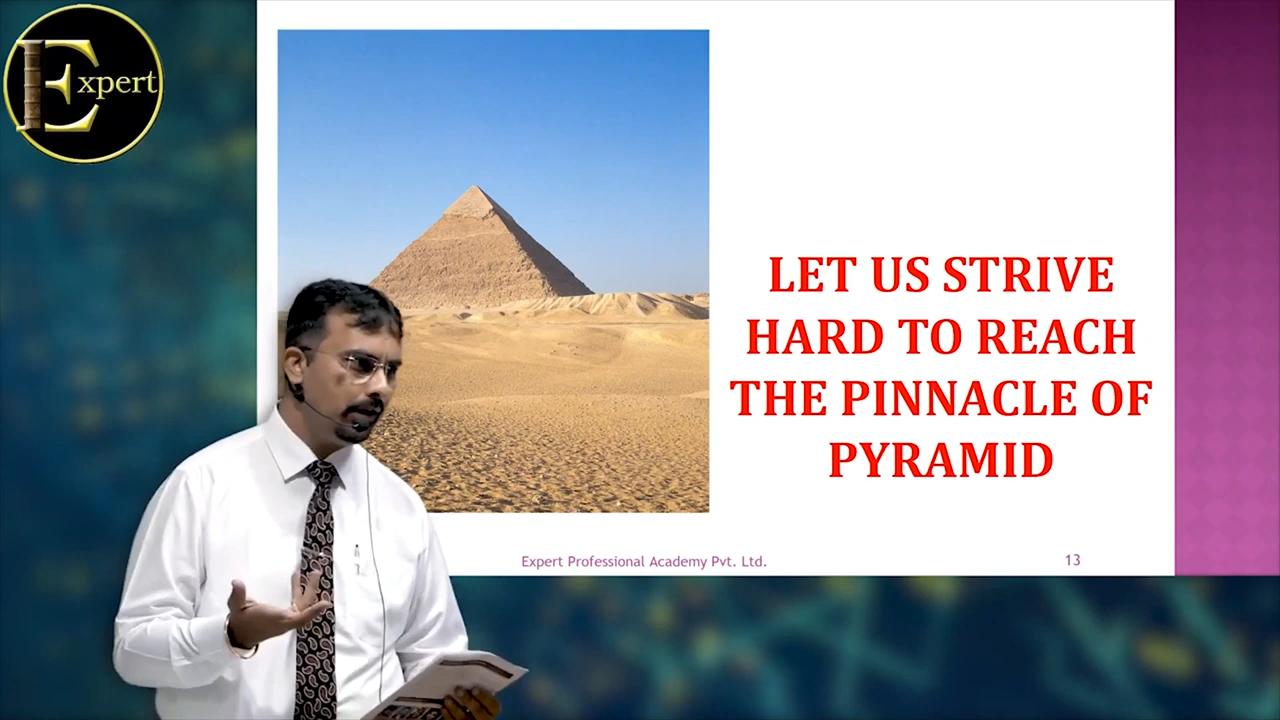 Expert
LET US STRIVE
HARD TO REACH
THE PINNACLE OF
PYRAMID
Expert Professional Academy Pvt. Ltd.
13